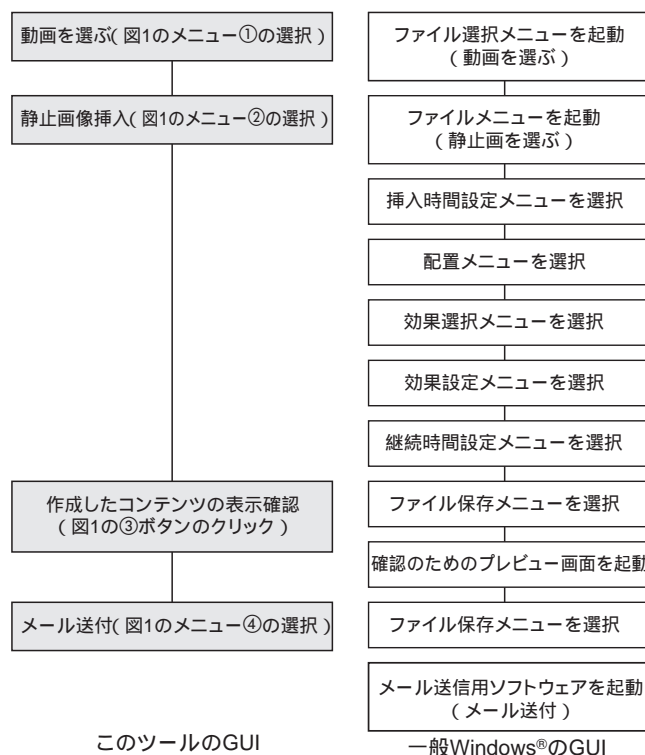 動画を選ぶ( 図1のメニュー①の選択 )
静止画像挿入( 図1のメニュー②の選択 )
作成したコンテンツの表示確認
( 図1の③ボタンのクリック )
メール送付( 図1のメニュー④の選択 )
このツールのGUI
ファイル選択メニューを起動
( 動画を選ぶ )
ファイルメニューを起動
( 静止画を選ぶ )
挿入時間設定メニューを選択
配置メニューを選択
効果選択メニューを選択
効果設定メニューを選択
継続時間設定メニューを選択
ファイル保存メニューを選択
確認のためのプレビュー画面を起動
ファイル保存メニューを選択
メール送信用ソフトウェアを起動
( メール送付 )
一般Windows®のGUI